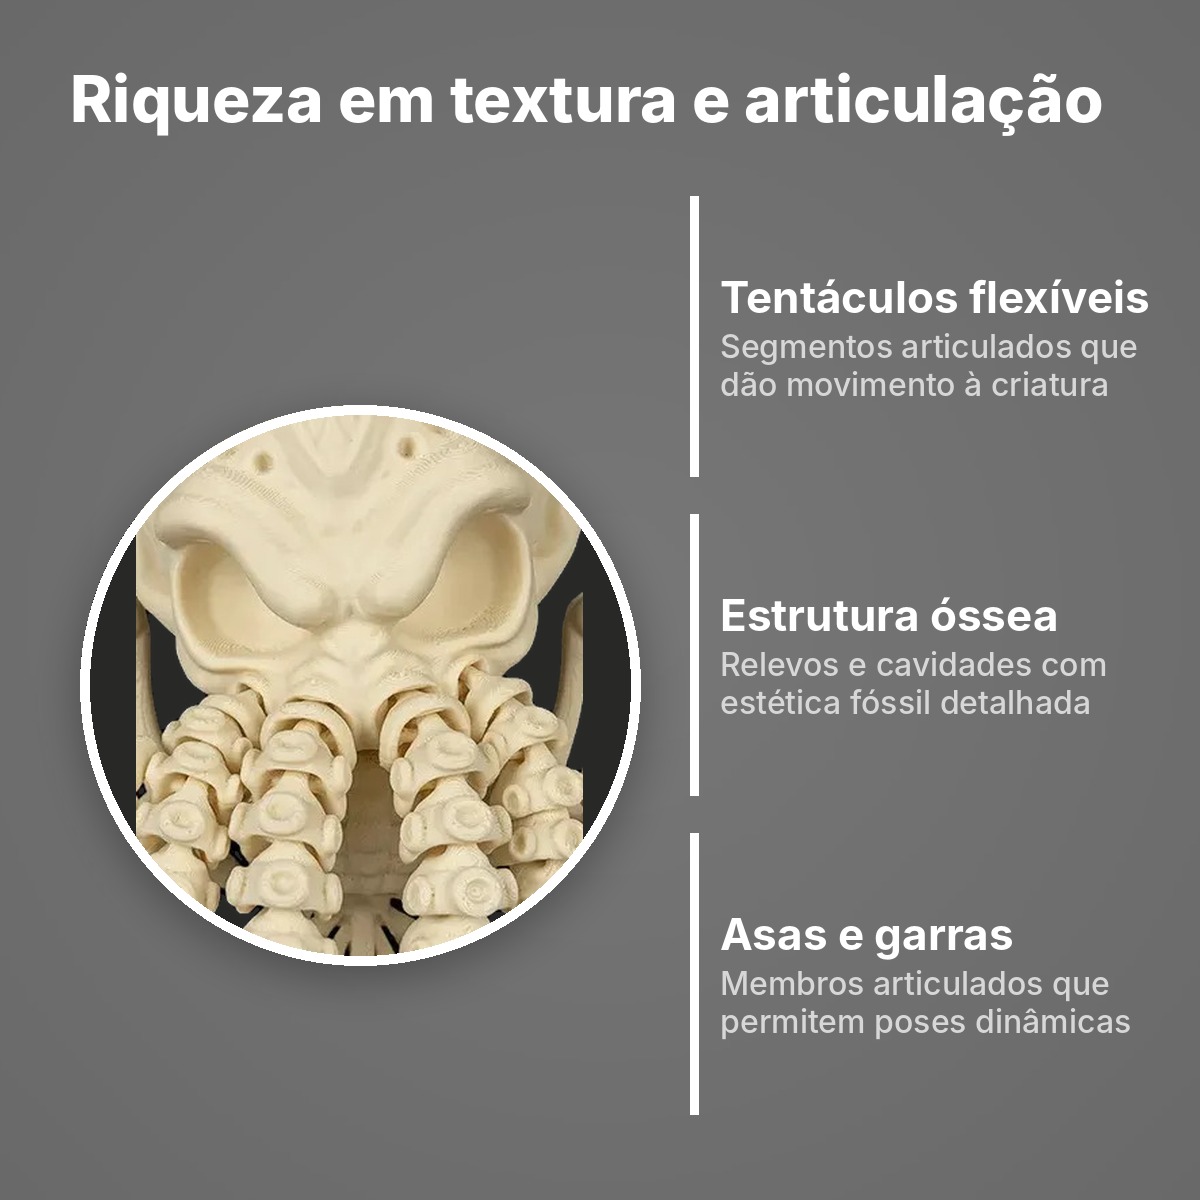 Riqueza em textura e articulação
Tentáculos flexíveis
Segmentos articulados que
dão movimento à criatura
Estrutura óssea
Relevos e cavidades com
estética fóssil detalhada
Asas e garras
Membros articulados que
permitem poses dinâmicas